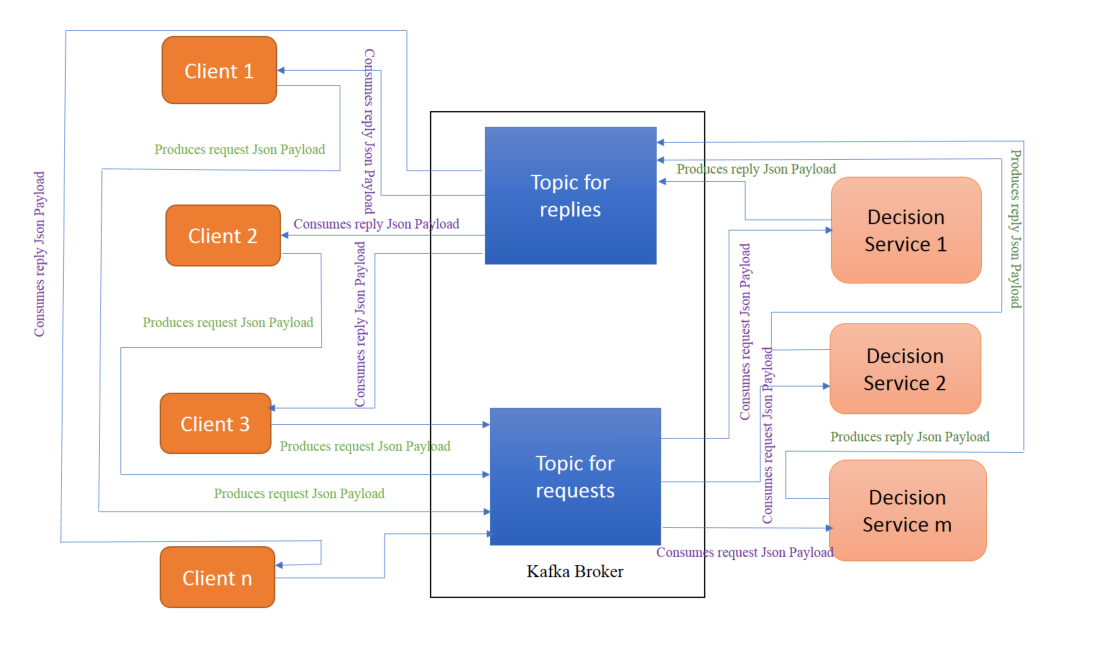 Client 1
Produces request Json Payload
Consumes reply Json Payload
Consumes reply Json Payload
Client 2
Consumes reply Json Payload
Produces request Json Payload
Consumes reply Json Payload
Client 3
Produces request Json Payload
Produces request Json Payload
Client n
Topic for
replies
Topic for
requests
Kafka Broker
Produces reply Json Payload
Produces reply Json Payload
Decision
Service 1
Consumes request Json Payload
Consumes request Json Payload
Decision
Service 2
Produces reply Json Payload
Decision
Service m
Consumes request Json Payload